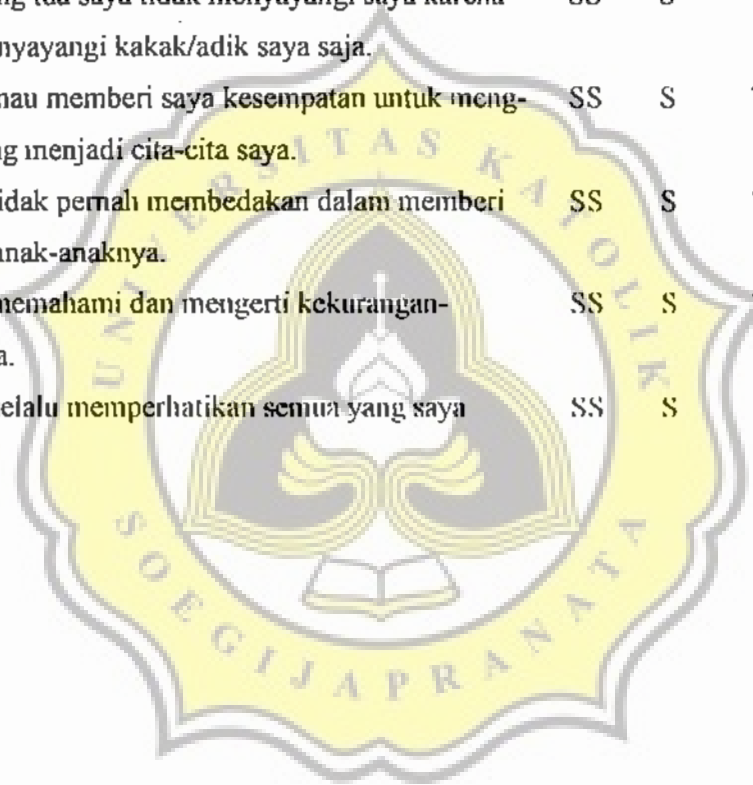 tua saya tidak menyayangi saya karena SS S
nyayangi kakak/adik saya saja.
mau memberi saya kesempatan untuk meng- SS S
g menjadi cita-cita saya.
idak pernah membedakan dalam memberi SS S
anak-anaknya.
memahami dan mengerti kekurangan- SS S
a.
elalu memperhatikan semua yang saya SS S
UNIVERSITAS KATOLIK
SOEGIJAPRANATA